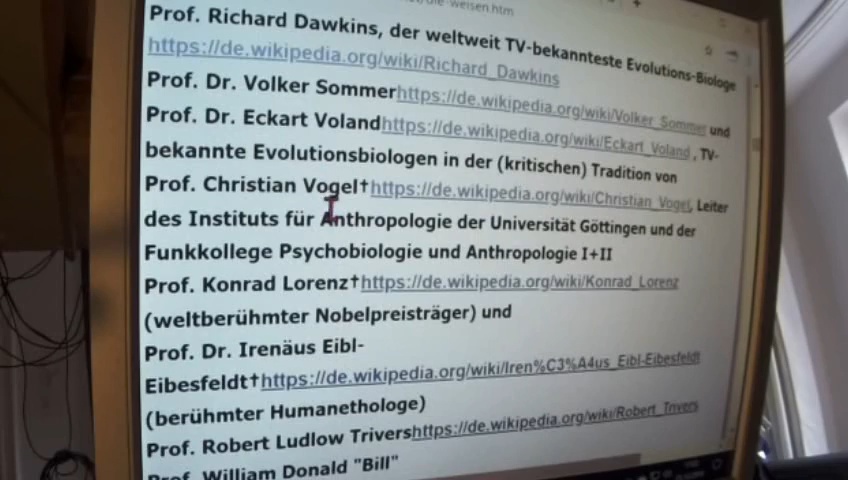 die-weisen.htm
Prof. Richard Dawkins, der weltweit TV-bekannteste Evolutions-Biologe
https://de.wikipedia.org/wiki/Richard_Dawkins
Prof. Dr. Volker Sommerhttps://de.wikipedia.org/wiki/Volker_Sommer und
Prof. Dr. Eckart Volandhttps://de.wikipedia.org/wiki/Eckart_Voland , TV-
bekannte Evolutionsbiologen in der (kritischen) Tradition von
Prof. Christian Vogel†https://de.wikipedia.org/wiki/Christian_Vogel, Leiter
des Instituts für Anthropologie der Universität Göttingen und der
Funkkollege Psychobiologie und Anthropologie I+II
Prof. Konrad Lorenz†https://de.wikipedia.org/wiki/Konrad_Lorenz
(weltberühmter Nobelpreisträger) und
Prof. Dr. Irenäus Eibl-
Eibesfeldt†https://de.wikipedia.org/wiki/Iren%C3%A4us_Eibl-Eibesfeldt
(berühmter Humanethologe)
Prof. Robert Ludlow Trivershttps://de.wikipedia.org/wiki/Robert_Trivers
Prof. William Donald "Bill"